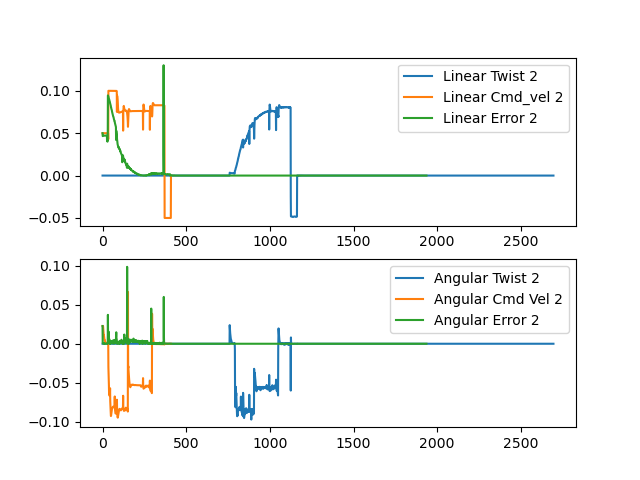 0.10
0.05
0.00
−0.05
Linear Twist 2
Linear Cmd_vel 2
Linear Error 2
0 500 1000 1500 2000 2500
0.10
0.05
0.00
−0.05
−0.10
Angular Twist 2
Angular Cmd Vel 2
Angular Error 2
0 500 1000 1500 2000 2500